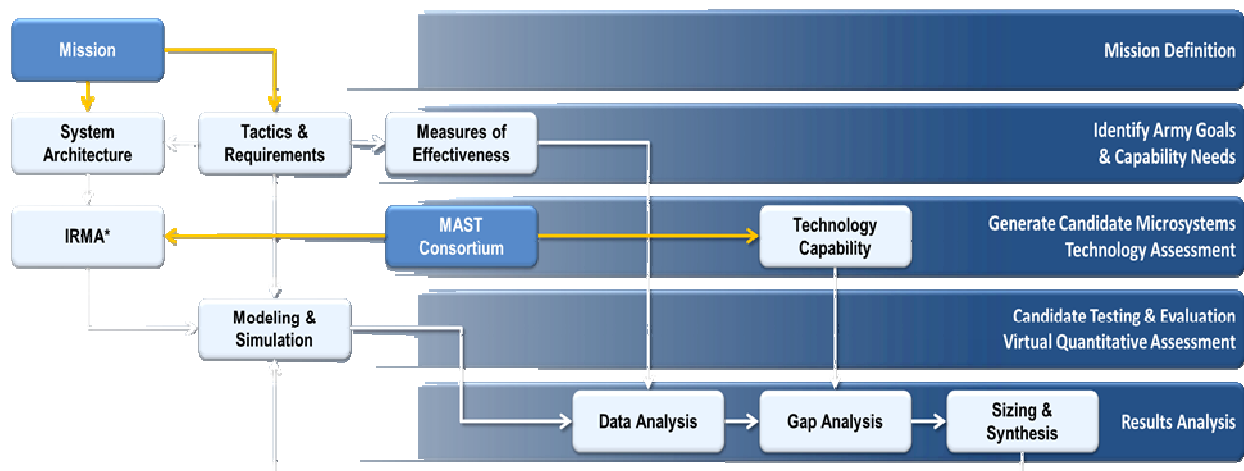 Mission
Mission Definition
System
Architecture
Tactics &
Requirements
Measures of
Effectiveness
Identify Army Goals
& Capability Needs
IRMA*
MAST
Consortium
Technology
Capability
Generate Candidate Microsystems
Technology Assessment
Modeling &
Simulation
Candidate Testing & Evaluation
Virtual Quantitative Assessment
Data Analysis
Gap Analysis
Sizing &
Synthesis
Results Analysis